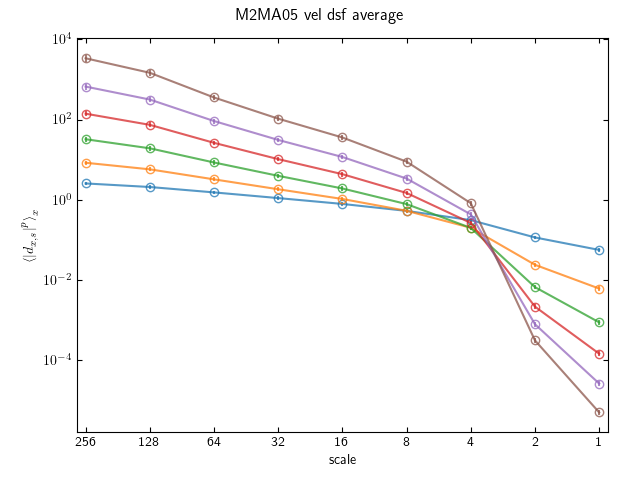 M2MA05 vel dsf average
10^4
10^2
10^0
10^{-2}
10^{-4}
⟨|d_{x,s}|^p⟩_x
256 128 64 32 16 8 4 2 1
scale